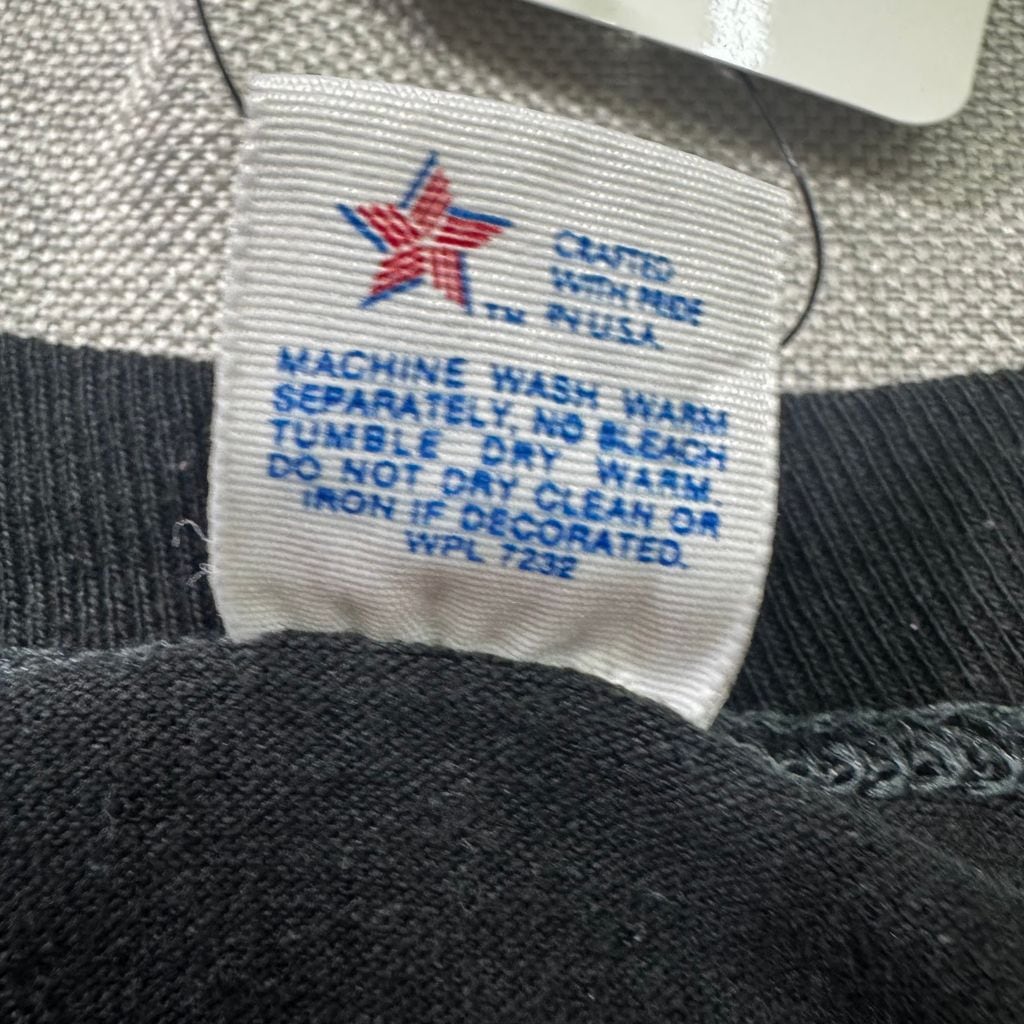 CRAFTED
WITH PRIDE
IN U.S.A.
TM
MACHINE WASH WARM
SEPARATELY, NO BLEACH
TUMBLE DRY WARM.
DO NOT DRY CLEAN OR
IRON IF DECORATED.
WPL 7232